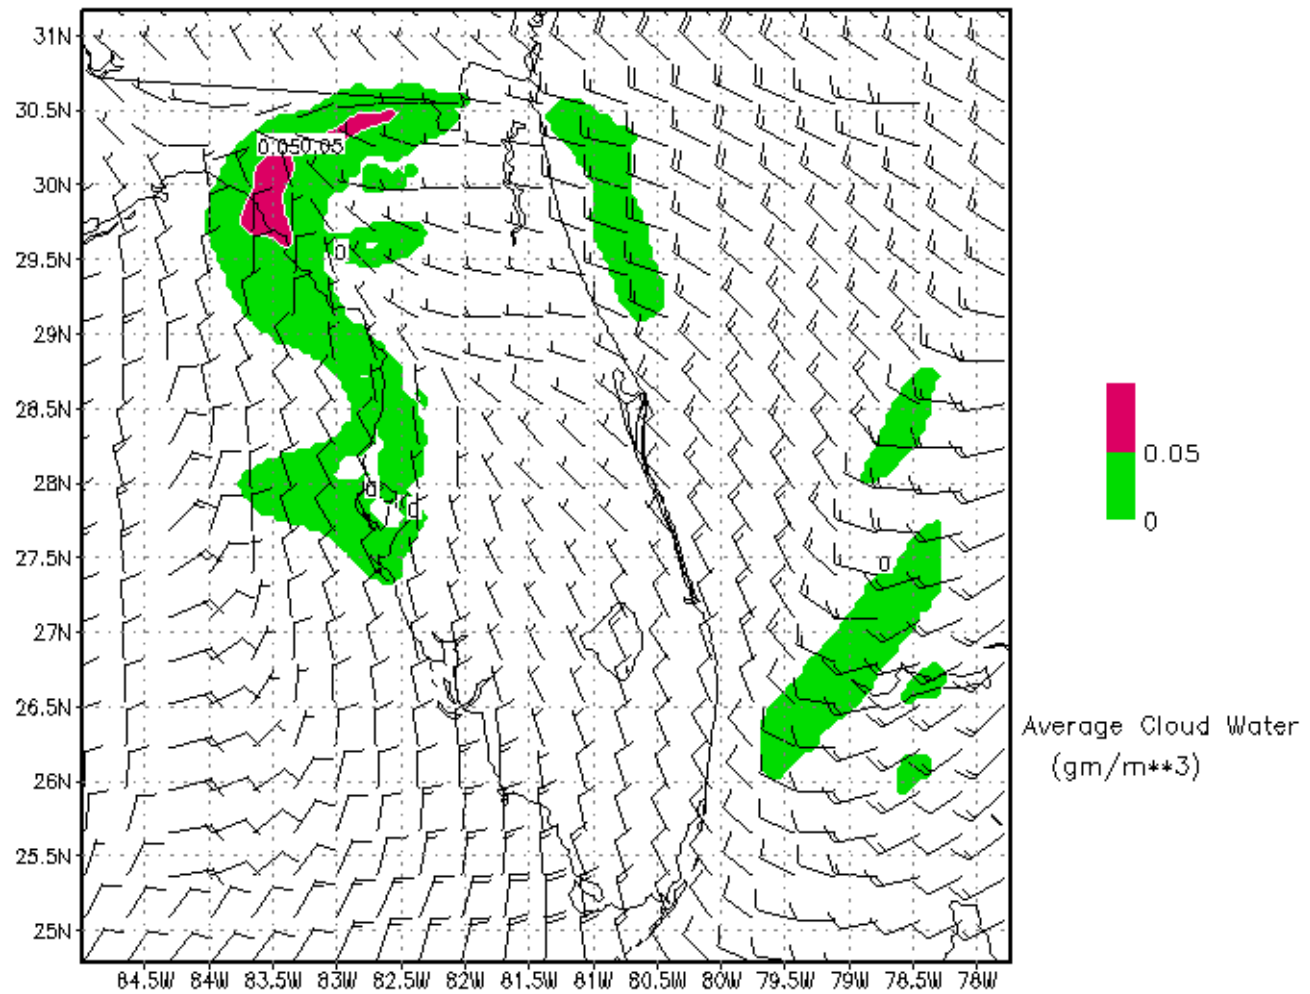 31N
30.5N
0.050.05
30N
29.5N
0
29N
28.5N
0.05
28N
0
0
0
27.5N
0
27N
26.5N
Average Cloud Water
(gm/m**3)
26N
25.5N
25N
84.5W 84W 83.5W 83W 82.5W 82W 81.5W 81W 80.5W 80W 79.5W 79W 78.5W 78W